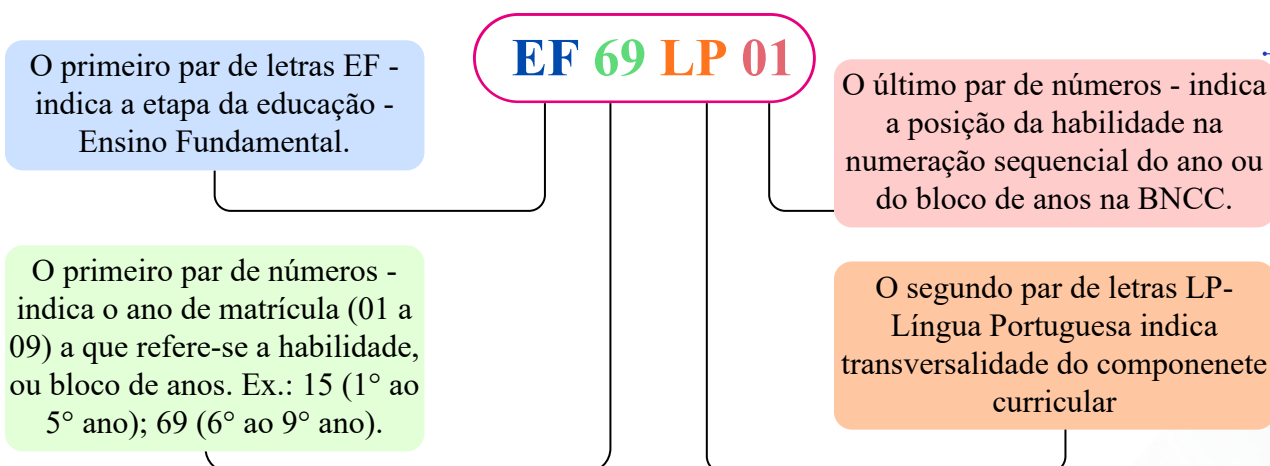 EF 69 LP 01
O primeiro par de letras EF -
indica a etapa da educação -
Ensino Fundamental.
O último par de números - indica
a posição da habilidade na
numeração sequencial do ano ou
do bloco de anos na BNCC.
O primeiro par de números -
indica o ano de matrícula (01 a
09) a que refere-se a habilidade,
ou bloco de anos. Ex.: 15 (1° ao
5° ano); 69 (6° ao 9° ano).
O segundo par de letras LP-
Língua Portuguesa indica
transversalidade do componenete
curricular